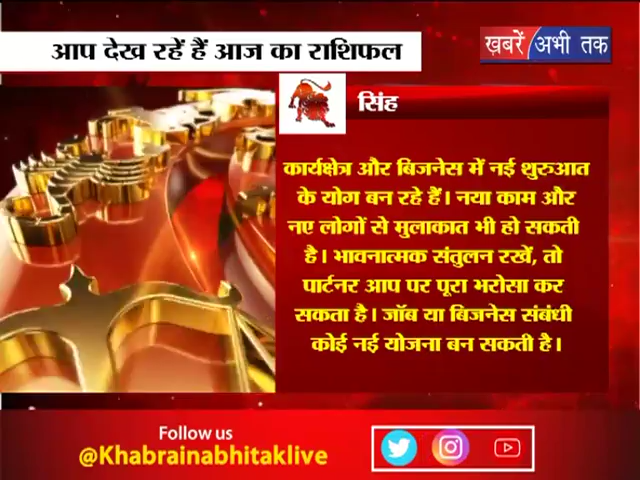 आप देख रहें हैं आज का राशिफल
ख़बरें अभी तक
सिंह
कार्यक्षेत्र और बिजनेस में नई शुरुआत
के योग बन रहे हैं। नया काम और
नए लोगों से मुलाकात भी हो सकती
है। भावनात्मक संतुलन रखें, तो
पार्टनर आप पर पूरा भरोसा कर
सकता है। जॉब या बिजनेस संबंधी
कोई नई योजना बन सकती है।
Follow us
@Khabrainabhitaklive